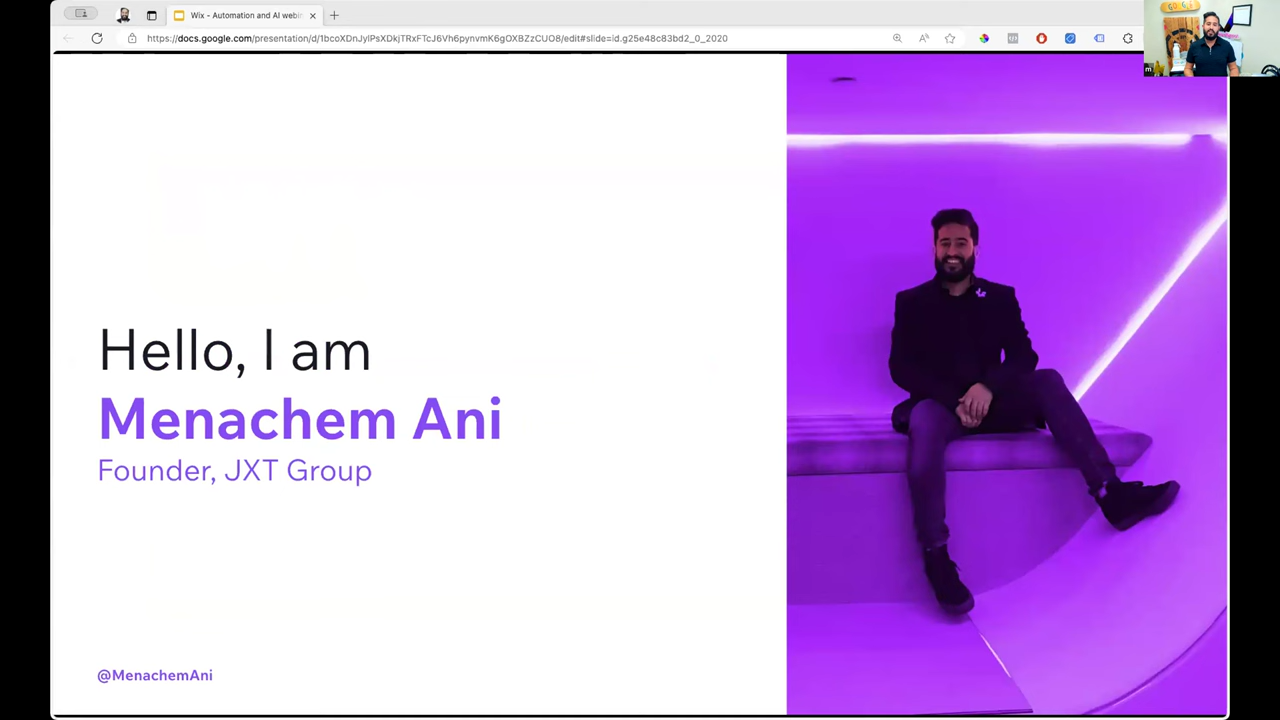 Wix - Automation and AI webin
https://docs.google.com/presentation/d/1bcoXDnJylPsXDkjTRxFTcJ6Vh6pynvmK6gOXBZzCUO8/edit#slide=id.g25e48c83bd2_0_2020
Hello, I am
Menachem Ani
Founder, JXT Group
@MenachemAni